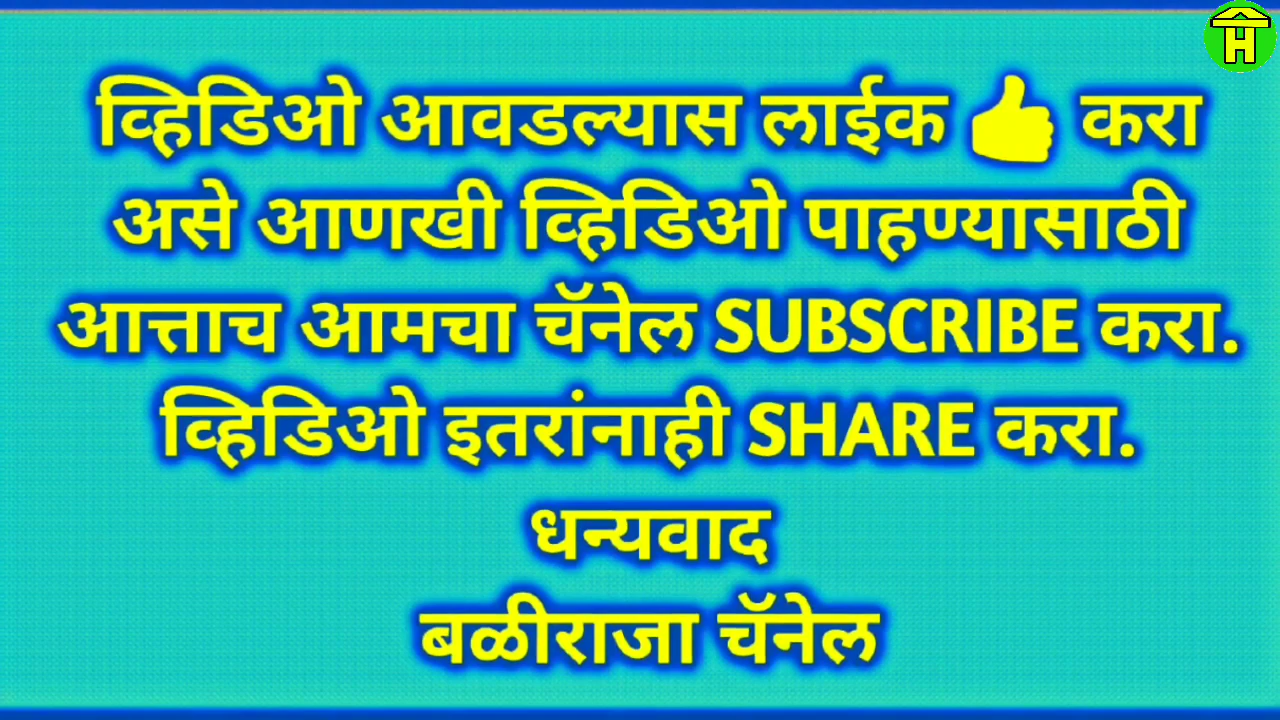 व्हिडिओ आवडल्यास लाईक 👍 करा
असे आणखी व्हिडिओ पाहण्यासाठी
आत्ताच आमचा चॅनेल SUBSCRIBE करा.
व्हिडिओ इतरांनाही SHARE करा.
धन्यवाद
बळीराजा चॅनेल
H